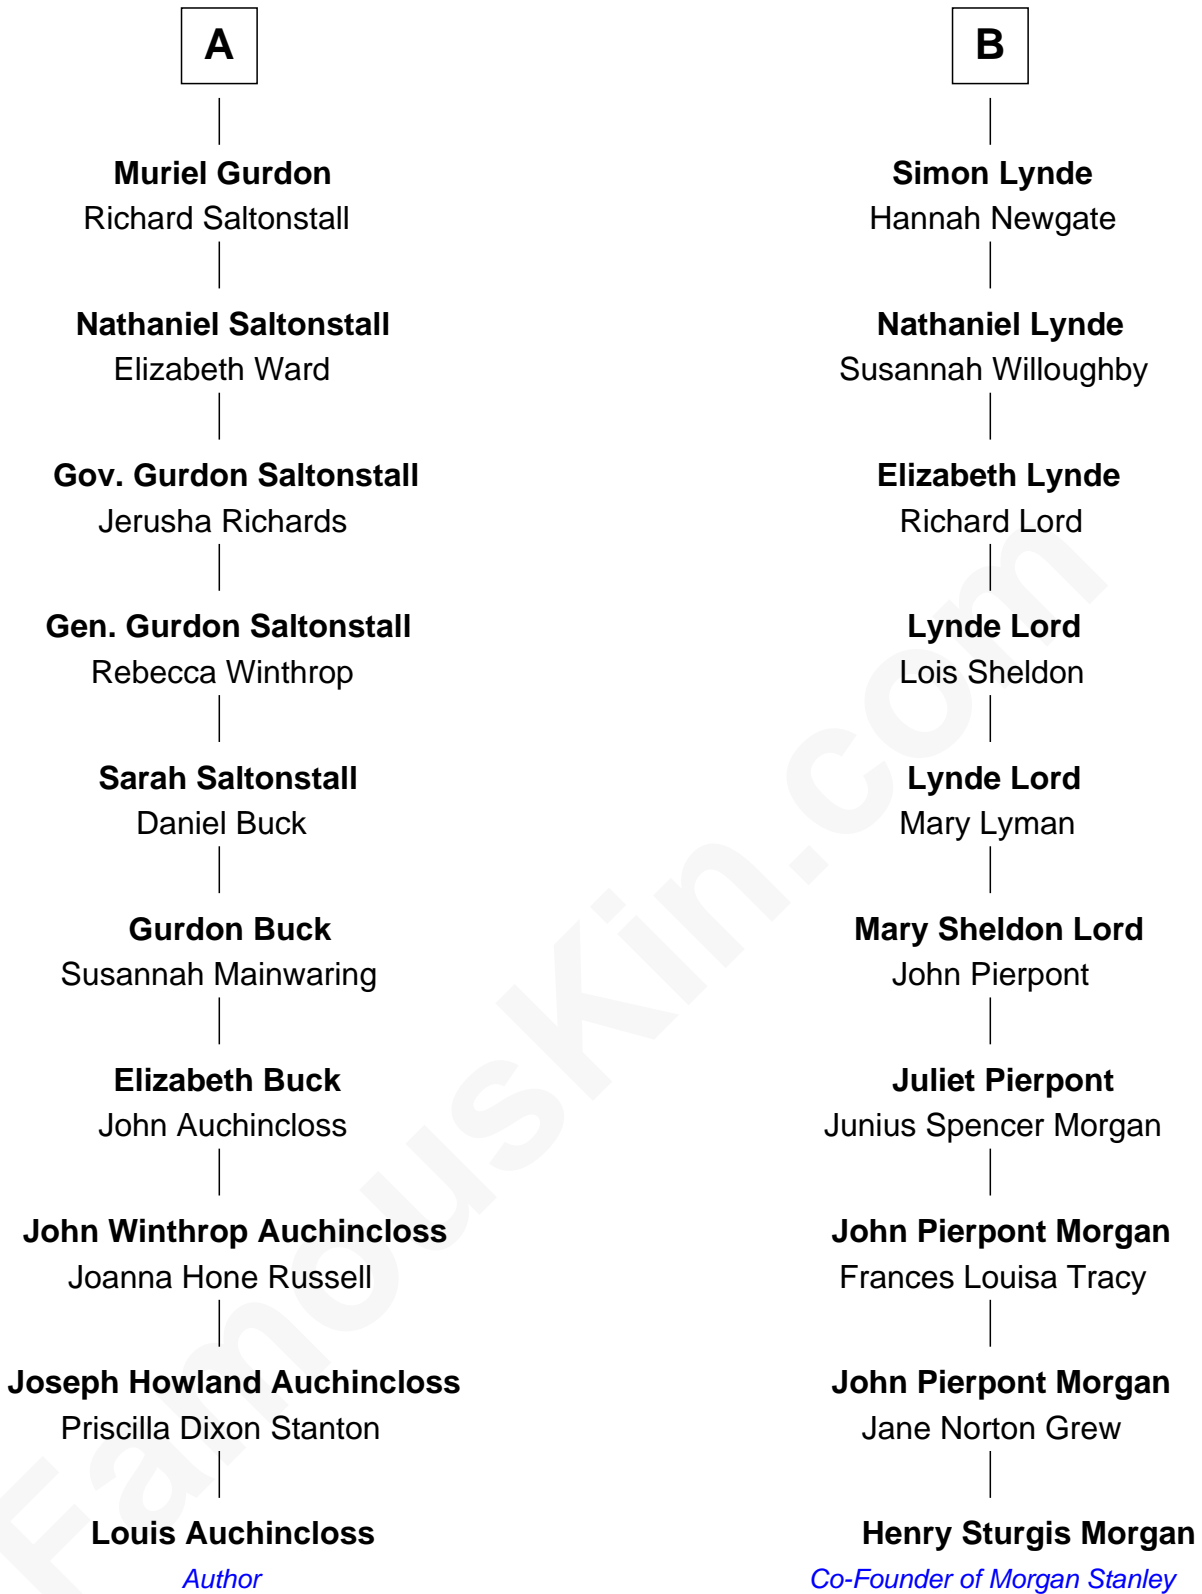 A
Muriel Gurdon
Richard Saltonstall
Nathaniel Saltonstall
Elizabeth Ward
Gov. Gurdon Saltonstall
Jerusha Richards
Gen. Gurdon Saltonstall
Rebecca Winthrop
Sarah Saltonstall
Daniel Buck
Gurdon Buck
Susannah Mainwaring
Elizabeth Buck
John Auchincloss
John Winthrop Auchincloss
Joanna Hone Russell
Joseph Howland Auchincloss
Priscilla Dixon Stanton
Louis Auchincloss
Author
B
Simon Lynde
Hannah Newgate
Nathaniel Lynde
Susannah Willoughby
Elizabeth Lynde
Richard Lord
Lynde Lord
Lois Sheldon
Lynde Lord
Mary Lyman
Mary Sheldon Lord
John Pierpont
Juliet Pierpont
Junius Spencer Morgan
John Pierpont Morgan
Frances Louisa Tracy
John Pierpont Morgan
Jane Norton Grew
Henry Sturgis Morgan
Co-Founder of Morgan Stanley
FamousKin.com